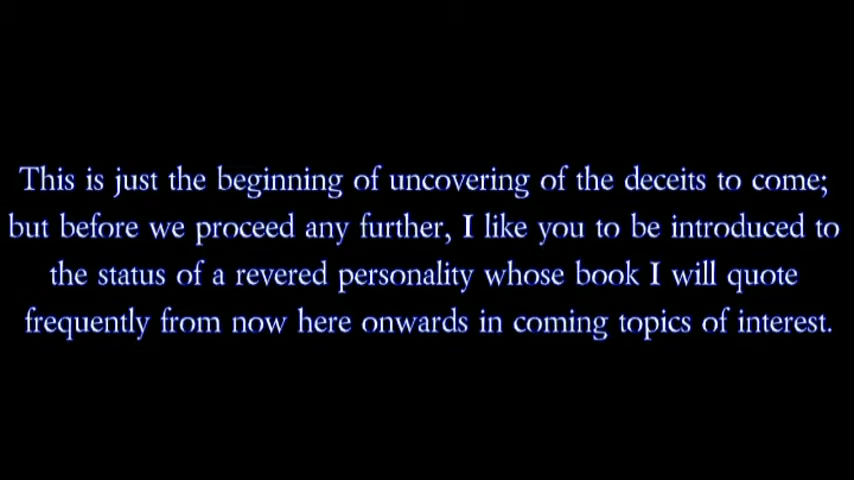 This is just the beginning of uncovering of the deceits to come;
but before we proceed any further, I like you to be introduced to
the status of a revered personality whose book I will quote
frequently from now here onwards in coming topics of interest.